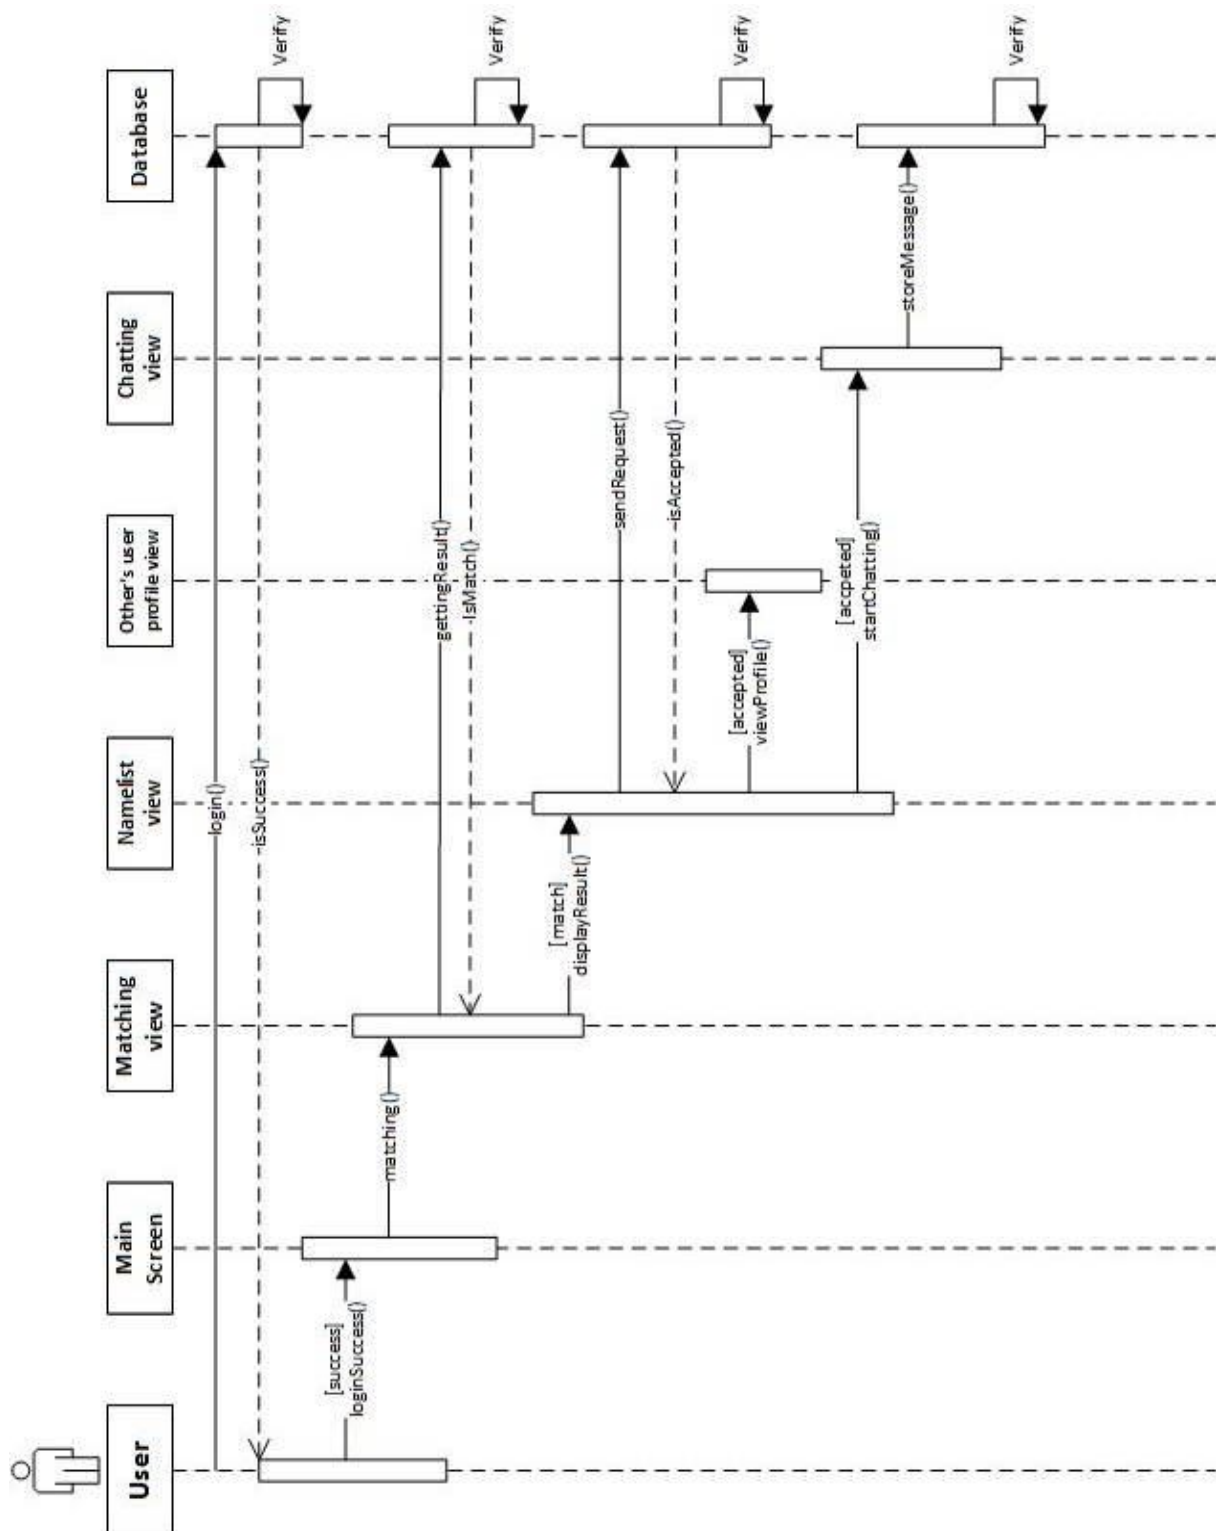 User
Main
Screen
Matching
view
Namelist
view
Other's user
profile view
Chatting
view
Database
login()
Verify
isSuccess()
[success]
loginSuccess()
matching()
gettingResult()
IsMatch()
Verify
[match]
displayResult()
sendRequest()
isAccepted()
Verify
[accepted]
viewProfile()
[accpeted]
startChatting()
storeMessage()
Verify